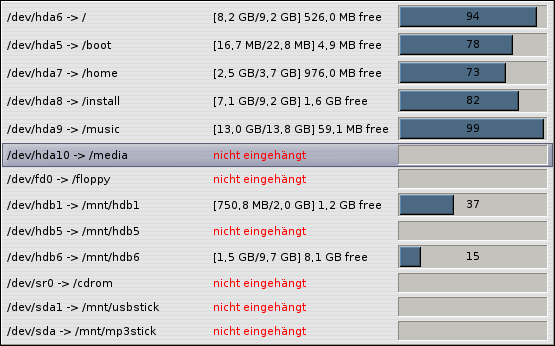 /dev/hda6 -> / [8,2 GB/9,2 GB] 526,0 MB free 94
/dev/hda5 -> /boot [16,7 MB/22,8 MB] 4,9 MB free 78
/dev/hda7 -> /home [2,5 GB/3,7 GB] 976,0 MB free 73
/dev/hda8 -> /install [7,1 GB/9,2 GB] 1,6 GB free 82
/dev/hda9 -> /music [13,0 GB/13,8 GB] 59,1 MB free 99
/dev/hda10 -> /media nicht eingehängt
/dev/fd0 -> /floppy nicht eingehängt
/dev/hdb1 -> /mnt/hdb1 [750,8 MB/2,0 GB] 1,2 GB free 37
/dev/hdb5 -> /mnt/hdb5 nicht eingehängt
/dev/hdb6 -> /mnt/hdb6 [1,5 GB/9,7 GB] 8,1 GB free 15
/dev/sr0 -> /cdrom nicht eingehängt
/dev/sda1 -> /mnt/usbstick nicht eingehängt
/dev/sda -> /mnt/mp3stick nicht eingehängt